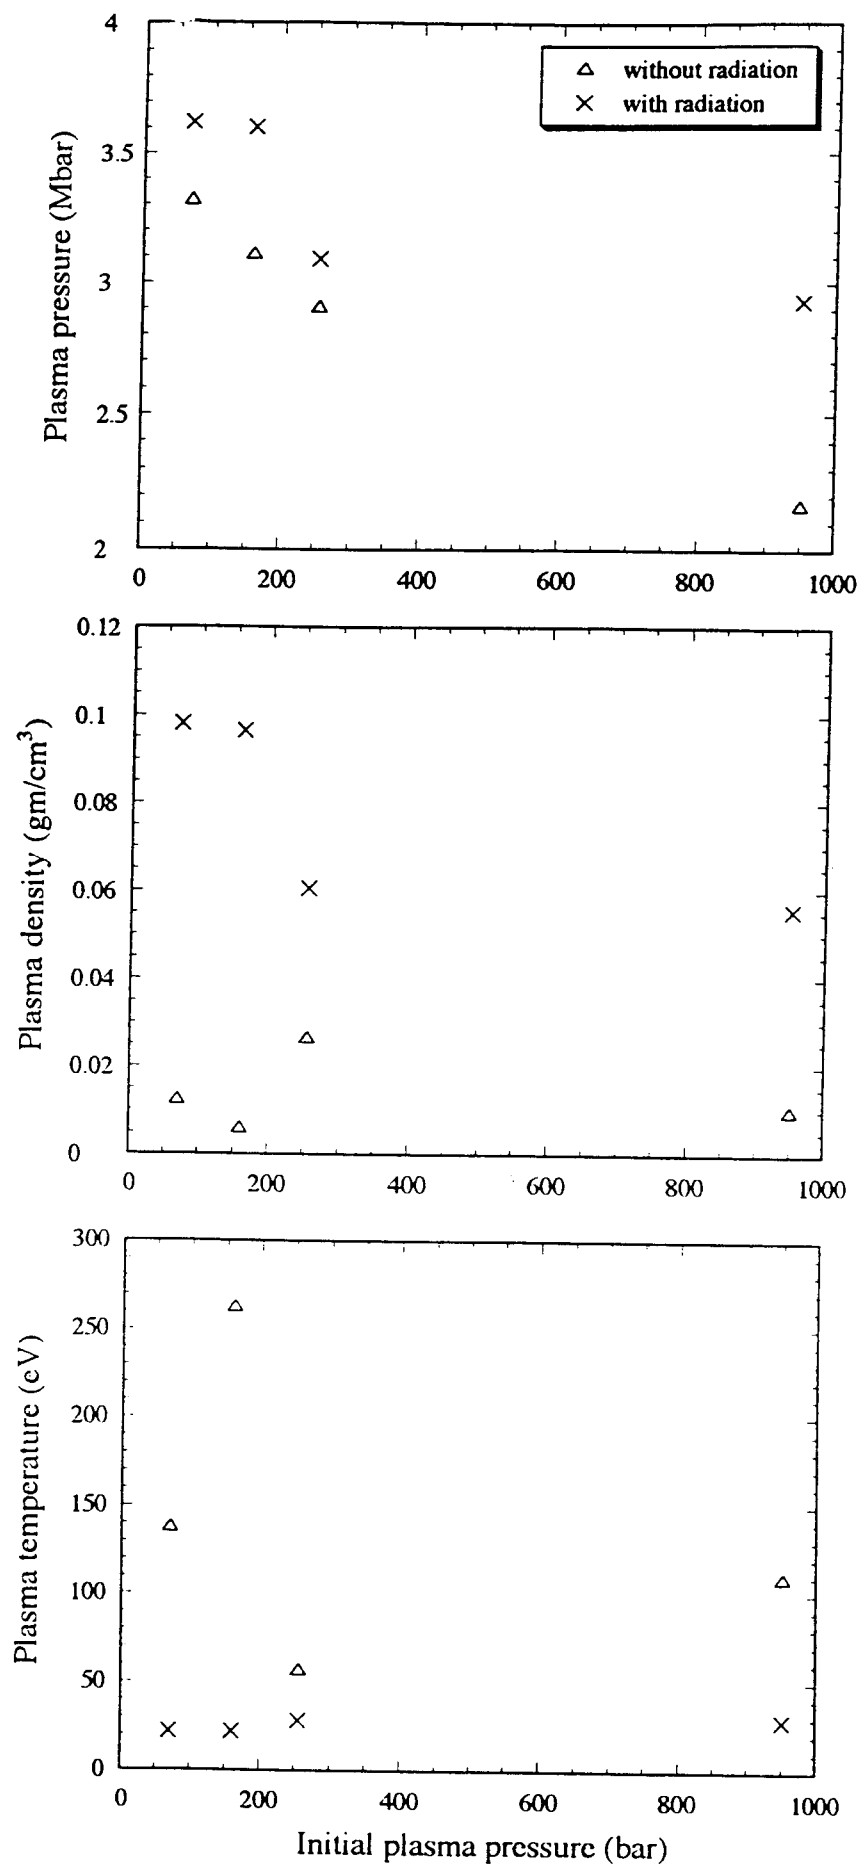 4
without radiation
with radiation
3.5
3
2.5
2
Plasma pressure (Mbar)
0 200 400 600 800 1000
0.12
0.1
0.08
0.06
0.04
0.02
0
Plasma density (gm/cm³)
0 200 400 600 800 1000
300
250
200
150
100
50
0
Plasma temperature (eV)
0 200 400 600 800 1000
Initial plasma pressure (bar)